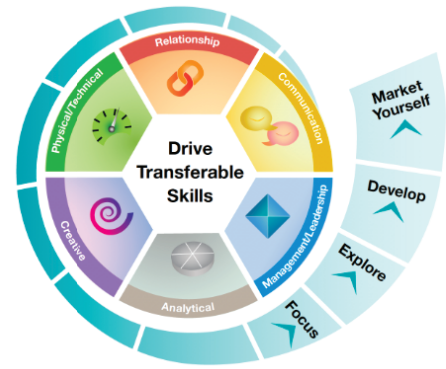 Drive
Transferable
Skills
Relationship
Communication
Management/Leadership
Analytical
Creative
Physical/Technical
Market
Yourself
Develop
Explore
Focus